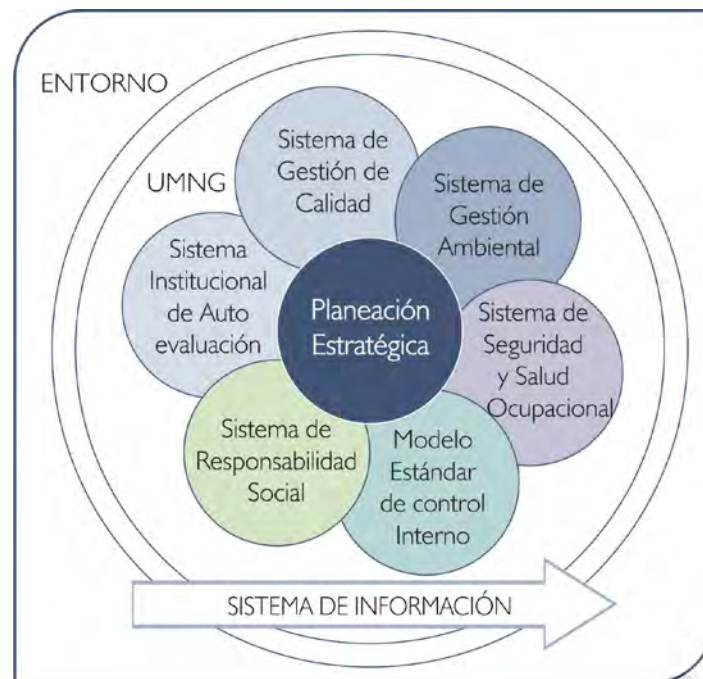 ENTORNO
UMNG
Sistema de
Gestión de
Calidad
Sistema de
Gestión
Ambiental
Sistema
Institucional
de Auto
evaluación
Planeación
Estratégica
Sistema de
Seguridad
y Salud
Ocupacional
Sistema de
Responsabilidad
Social
Modelo
Estándar
de control
Interno
SISTEMA DE INFORMACIÓN